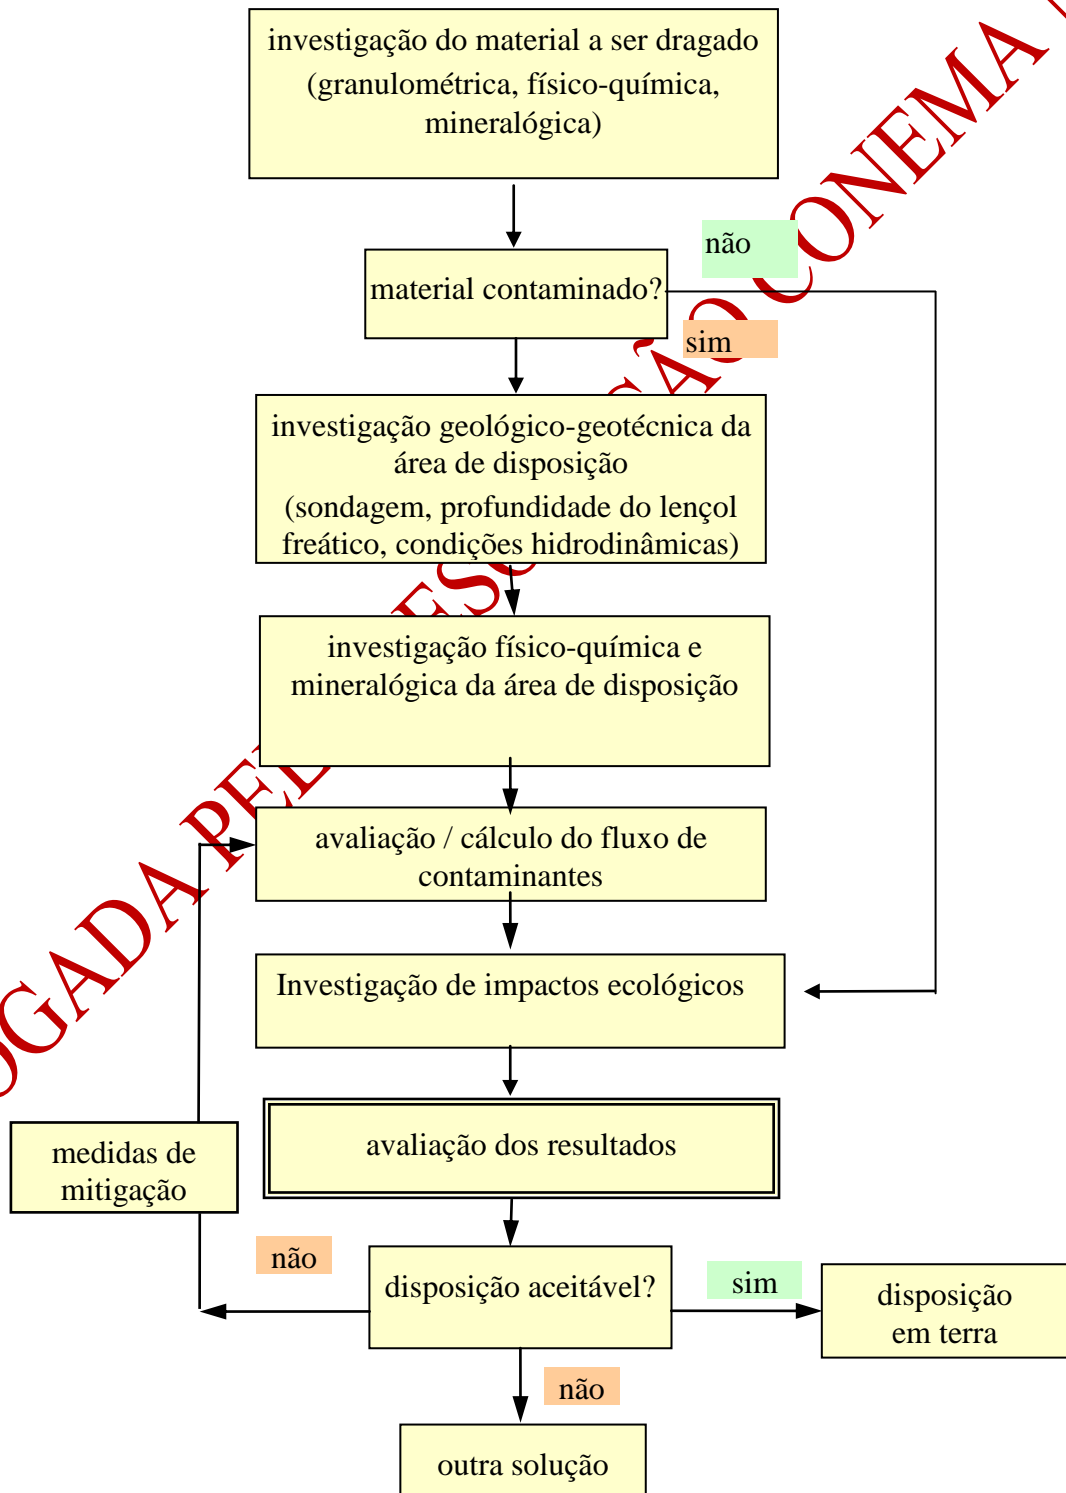 investigação do material a ser dragado
(granulométrica, físico-química,
mineralógica)
não
material contaminado?
sim
investigação geológico-geotécnica da
área de disposição
(sondagem, profundidade do lençol
freático, condições hidrodinâmicas)
investigação físico-química e
mineralógica da área de disposição
avaliação / cálculo do fluxo de
contaminantes
Investigação de impactos ecológicos
avaliação dos resultados
medidas de
mitigação
não
disposição aceitável?
sim
disposição
em terra
não
outra solução
CONEMA